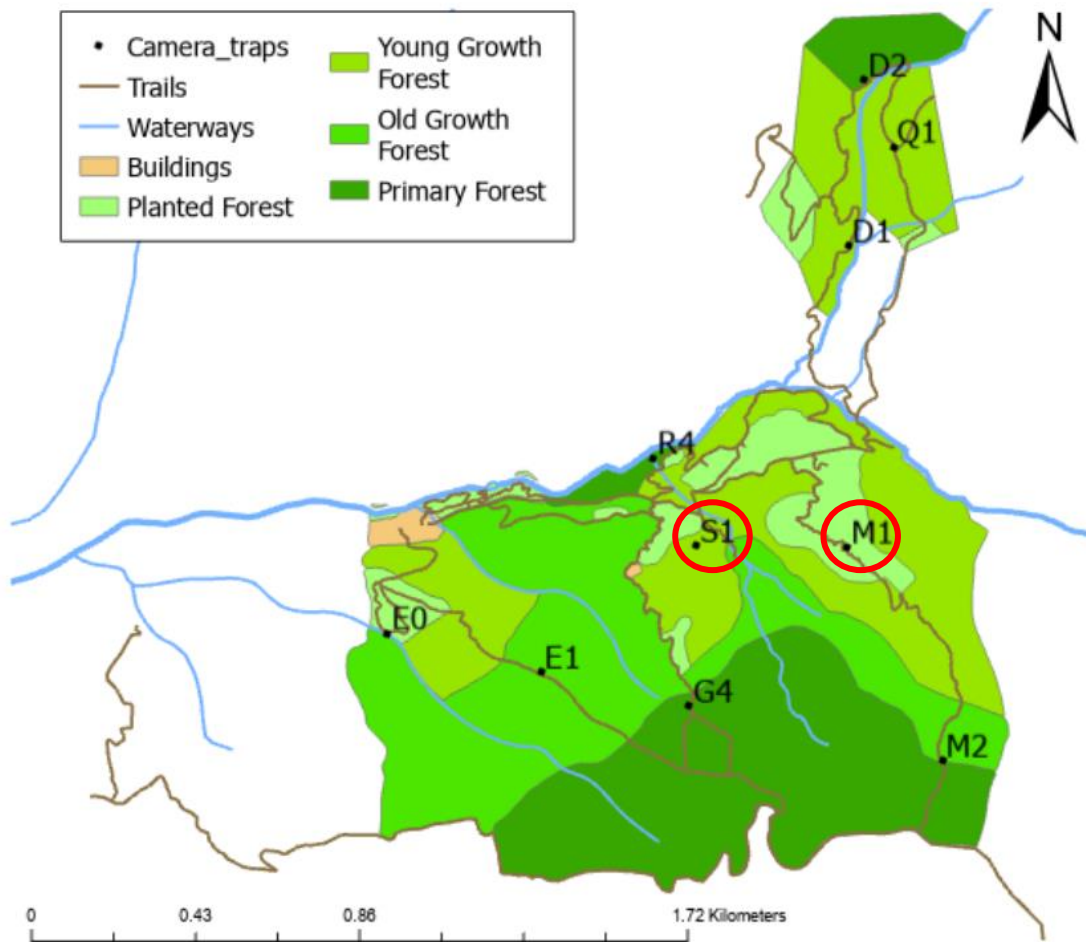 Camera_traps
Trails
Waterways
Buildings
Planted Forest
Young Growth
Forest
Old Growth
Forest
Primary Forest
N
D2
Q1
D1
R4
S1
M1
E0
E1
G4
M2
0 0.43 0.86 1.72 Kilometers